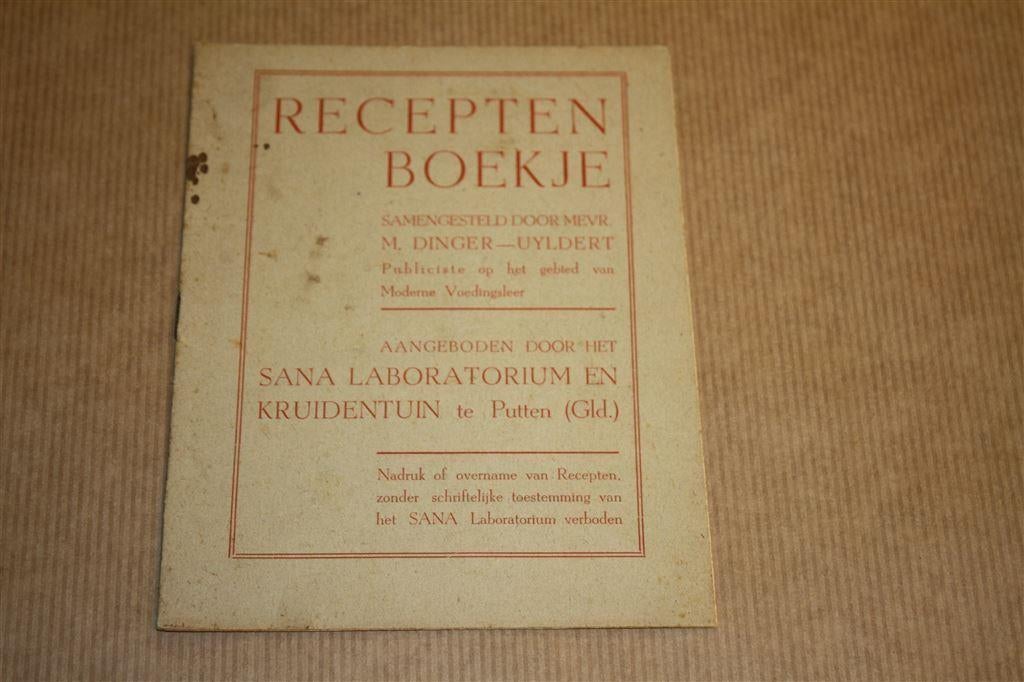 RECEPTEN
BOEKJE
SAMENGESTELD DOOR MEVR.
M. DINGER—UYLDERT
Publiciste op het gebied van
Moderne Voedingsleer
AANGEBODEN DOOR HET
SANA LABORATORIUM EN
KRUIDENTUIN te Putten (Gld.)
Nadruk of overname van Recepten,
zonder schriftelijke toestemming van
het SANA Laboratorium verboden